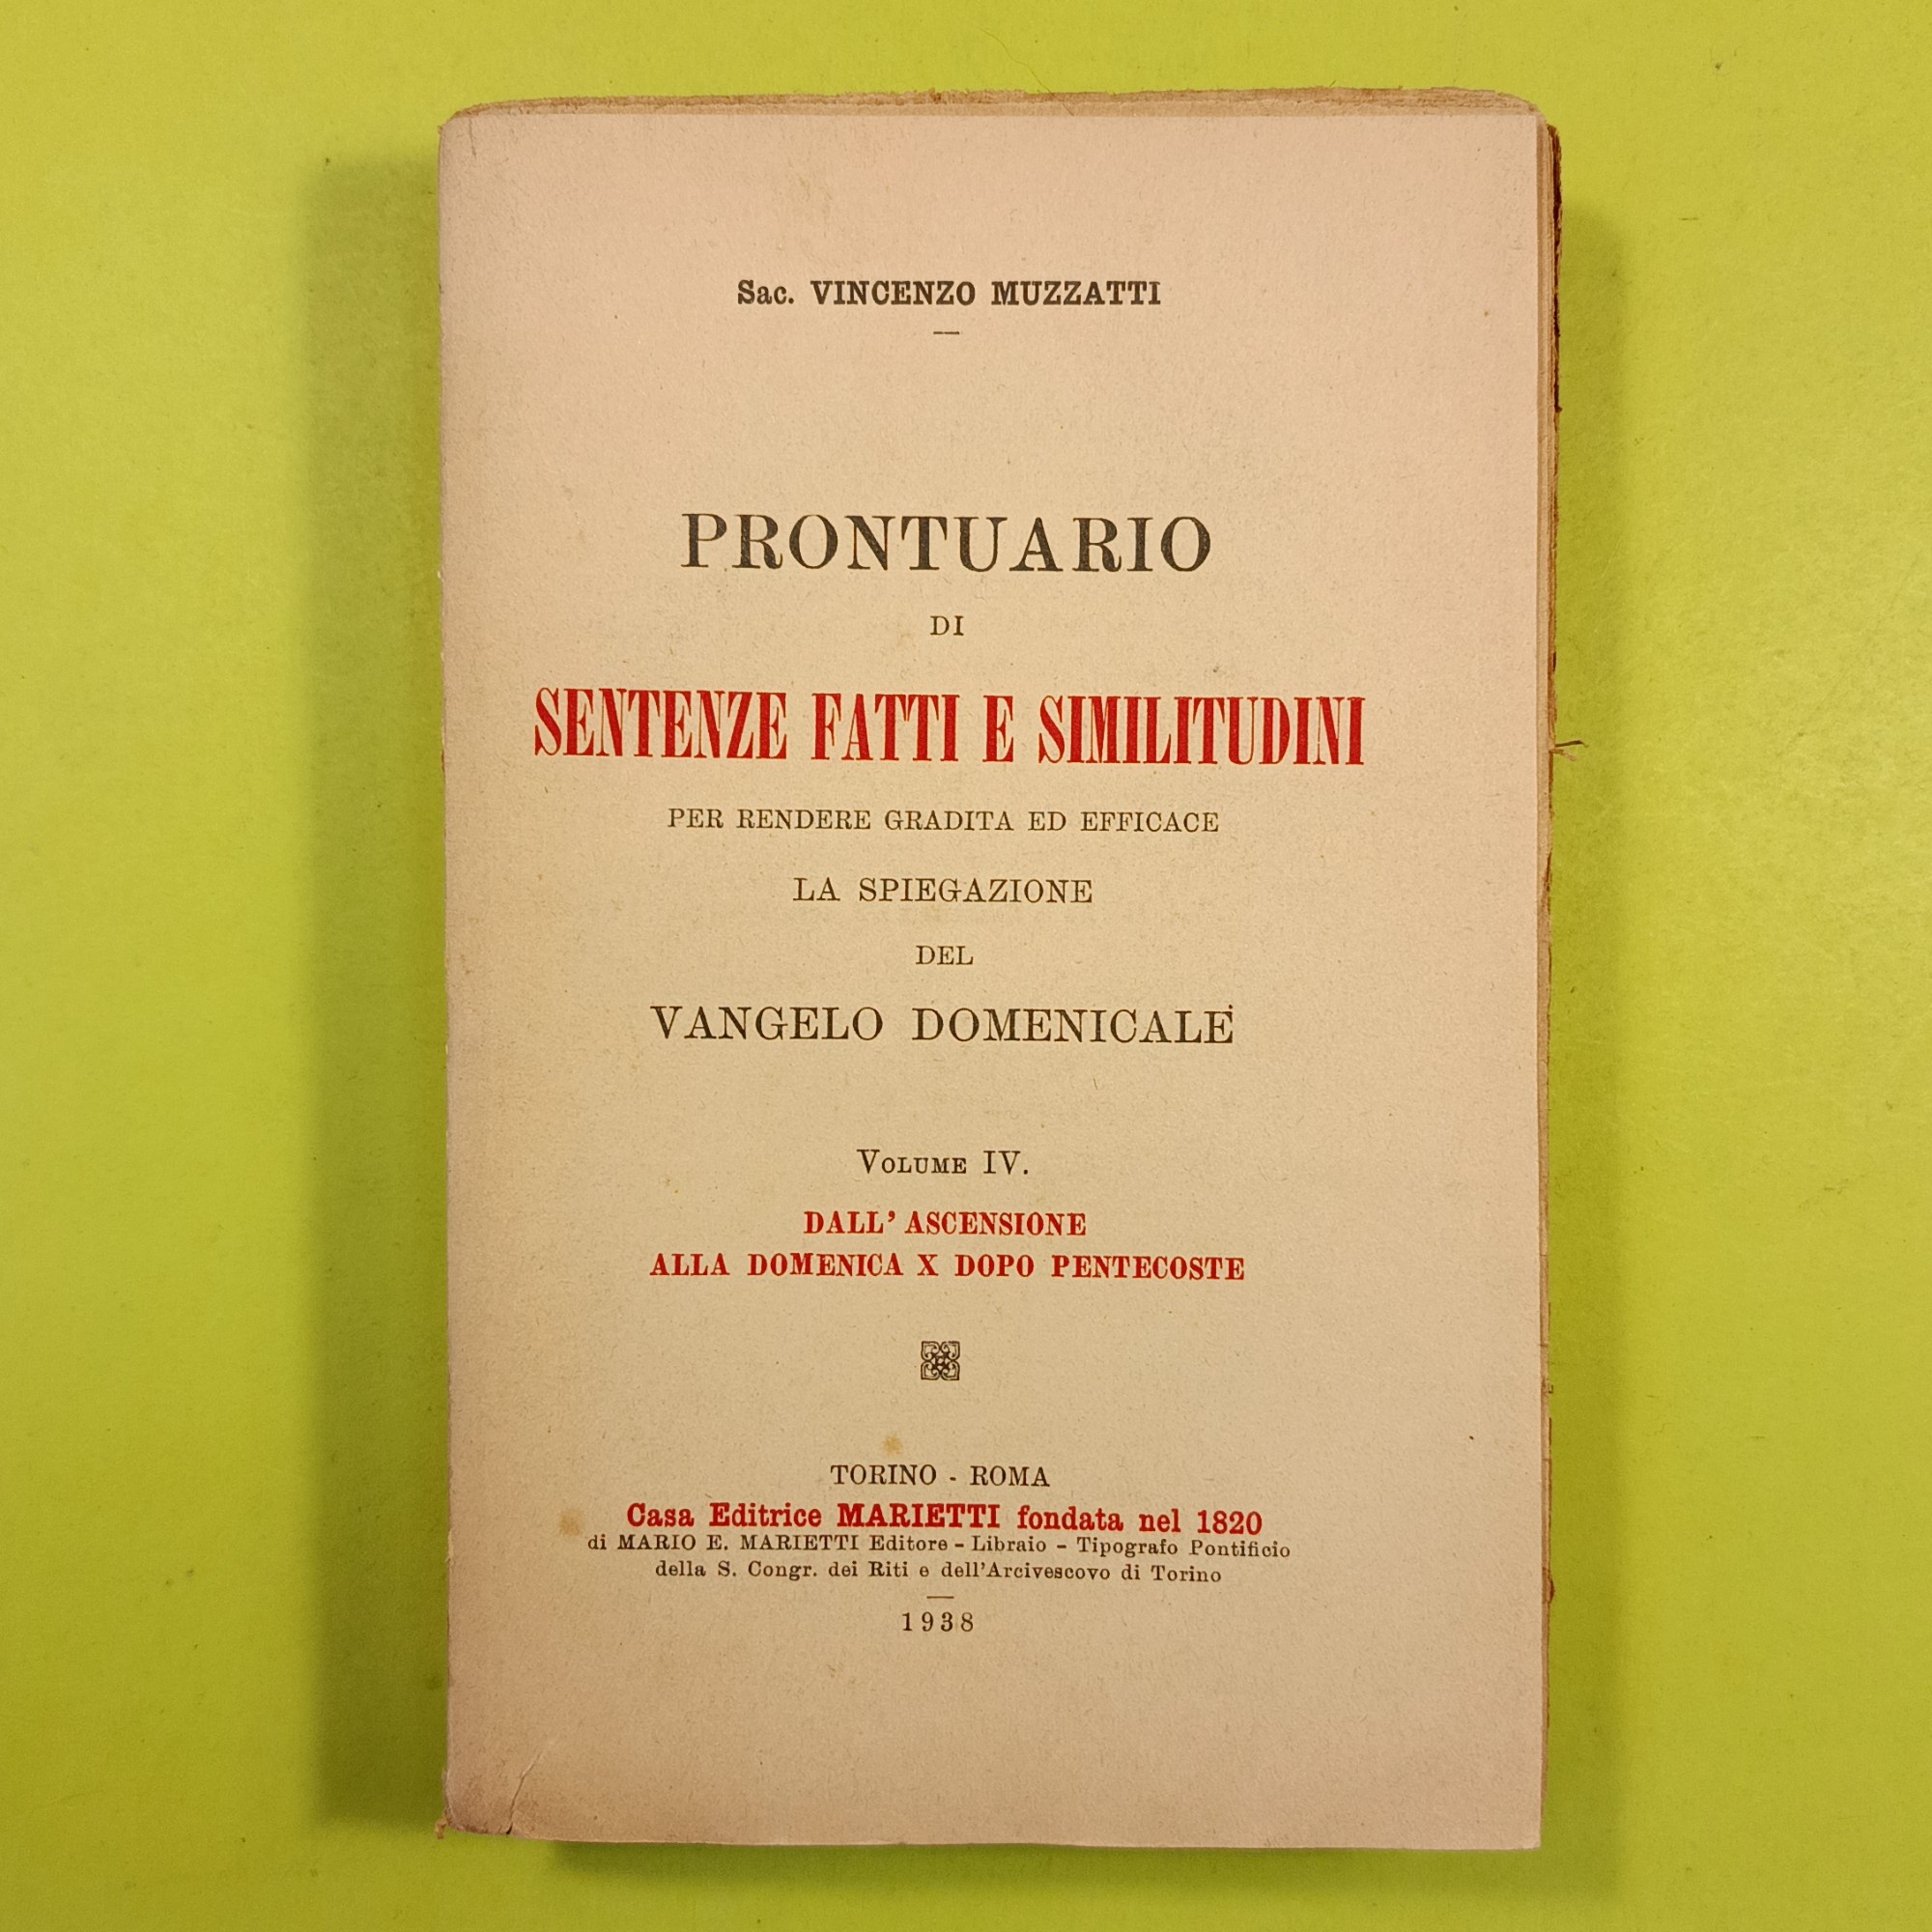 Sac. VINCENZO MUZZATTI
PRONTUARIO
DI
SENTENZE FATTI E SIMILITUDINI
PER RENDERE GRADITA ED EFFICACE
LA SPIEGAZIONE
DEL
VANGELO DOMENICALE
VOLUME IV.
DALL' ASCENSIONE
ALLA DOMENICA X DOPO PENTECOSTE
TORINO - ROMA
Casa Editrice MARIETTI fondata nel 1820
di MARIO E. MARIETTI Editore - Libraio - Tipografo Pontificio
della S. Congr. dei Riti e dell'Arcivescovo di Torino
1938